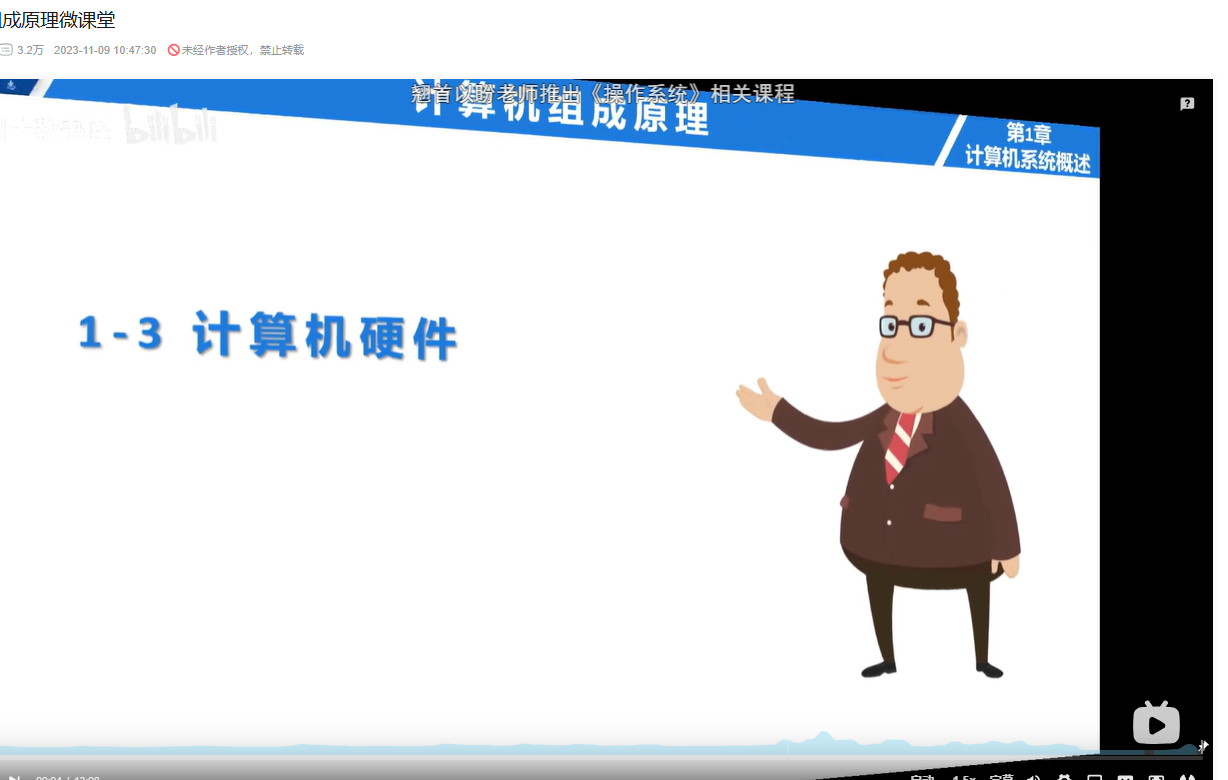 组成原理微课堂
3.2万 2023-11-09 10:47:30 未经作者授权，禁止转载
翘首以盼老师推出《操作系统》相关课程
计算机组成原理
第1章
计算机系统概述
bilibili
1-3 计算机硬件